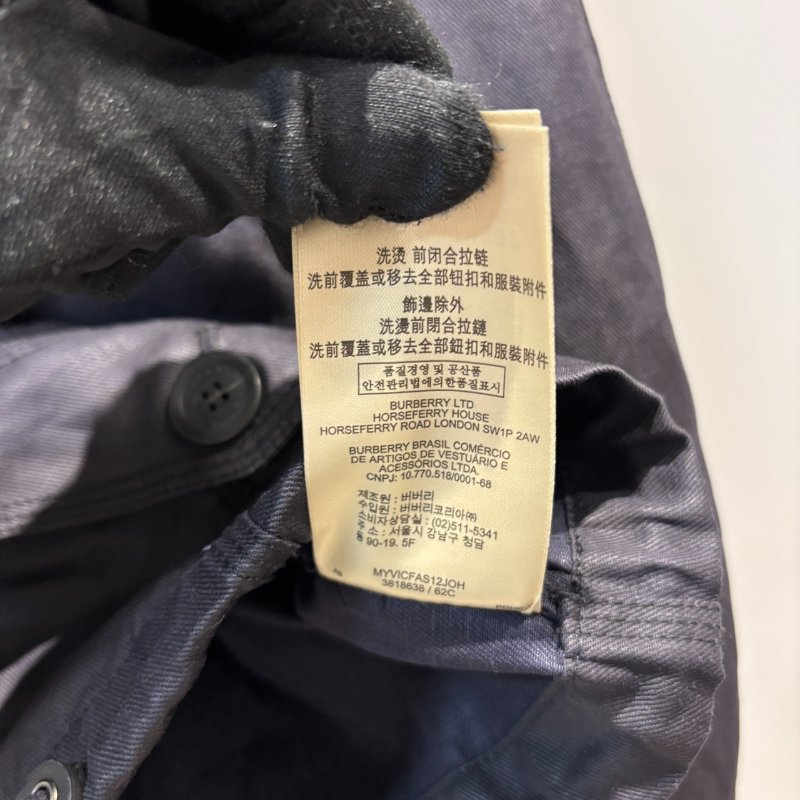 洗烫 前闭合拉链
洗前覆盖或移去全部钮扣和服装附件
飾邊除外
洗燙前閉合拉鏈
洗前覆蓋或移去全部鈕扣和服裝附件
품질경영 및 공산품
안전관리법에의한품질표시
BURBERRY LTD
HORSEFERRY HOUSE
HORSEFERRY ROAD LONDON SW1P 2AW
BURBERRY BRASIL COMÉRCIO
DE ARTIGOS DE VESTUÁRIO E
ACESSÓRIOS LTDA.
CNPJ: 10.770.518/0001-68
제조원 : 버버리
수입원 : 버버리코리아㈜
소비자상담실 : (02)511-5341
주 소 : 서울시 강남구 청담
동 90-19. 5F
MYVICFAS12JOH
3818638 / 62C